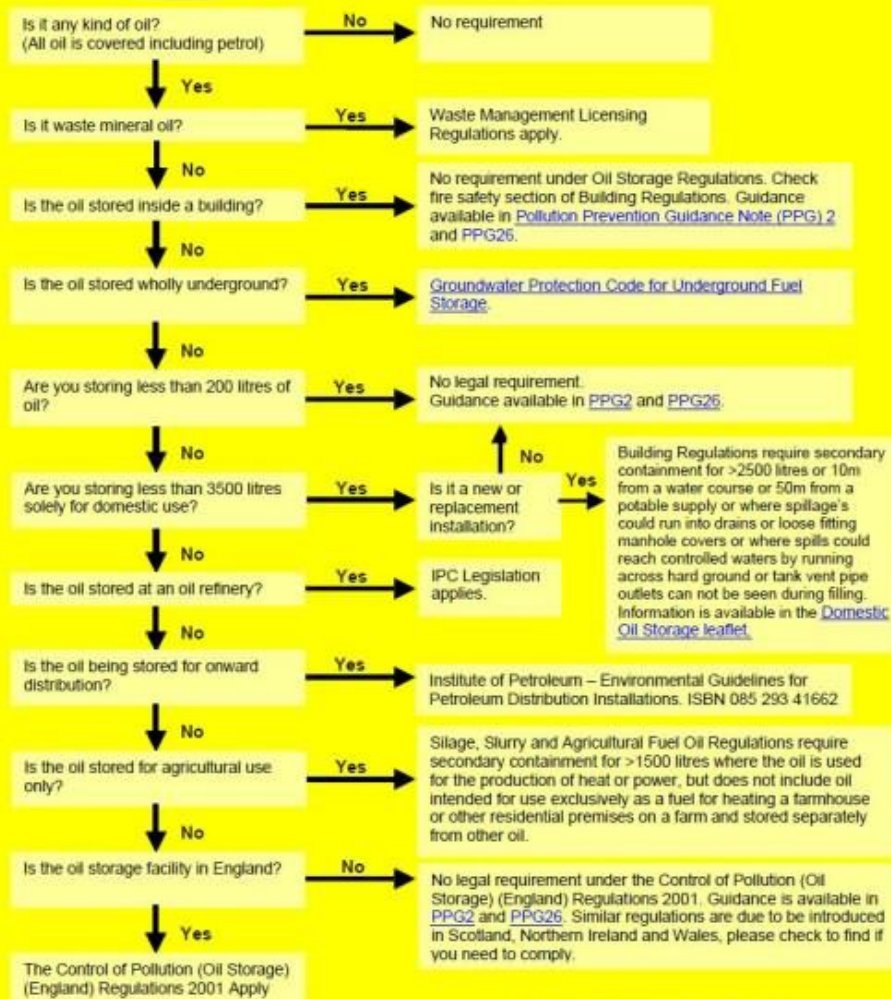 Is it any kind of oil?
(All oil is covered including petrol)
No
No requirement
Yes
Is it waste mineral oil?
Yes
Waste Management Licensing
Regulations apply.
No
Is the oil stored inside a building?
Yes
No requirement under Oil Storage Regulations. Check
fire safety section of Building Regulations. Guidance
available in Pollution Prevention Guidance Note (PPG) 2
and PPG26.
No
Is the oil stored wholly underground?
Yes
Groundwater Protection Code for Underground Fuel
Storage.
No
Are you storing less than 200 litres of
oil?
Yes
No legal requirement.
Guidance available in PPG2 and PPG26.
No
Are you storing less than 3500 litres
solely for domestic use?
Yes
Is it a new or
replacement
installation?
No
Yes
Building Regulations require secondary
containment for >2500 litres or 10m
from a water course or 50m from a
potable supply or where spillage's
could run into drains or loose fitting
manhole covers or where spills could
reach controlled waters by running
across hard ground or tank vent pipe
outlets can not be seen during filling.
Information is available in the Domestic
Oil Storage leaflet.
No
Is the oil stored at an oil refinery?
Yes
IPC Legislation
applies.
No
Is the oil being stored for onward
distribution?
Yes
Institute of Petroleum – Environmental Guidelines for
Petroleum Distribution Installations. ISBN 085 293 41662
No
Is the oil stored for agricultural use
only?
Yes
Silage, Slurry and Agricultural Fuel Oil Regulations require
secondary containment for >1500 litres where the oil is used
for the production of heat or power, but does not include oil
intended for use exclusively as a fuel for heating a farmhouse
or other residential premises on a farm and stored separately
from other oil.
No
Is the oil storage facility in England?
No
No legal requirement under the Control of Pollution (Oil
Storage) (England) Regulations 2001. Guidance is available in
PPG2 and PPG26. Similar regulations are due to be introduced
in Scotland, Northern Ireland and Wales, please check to find if
you need to comply.
Yes
The Control of Pollution (Oil Storage)
(England) Regulations 2001 Apply